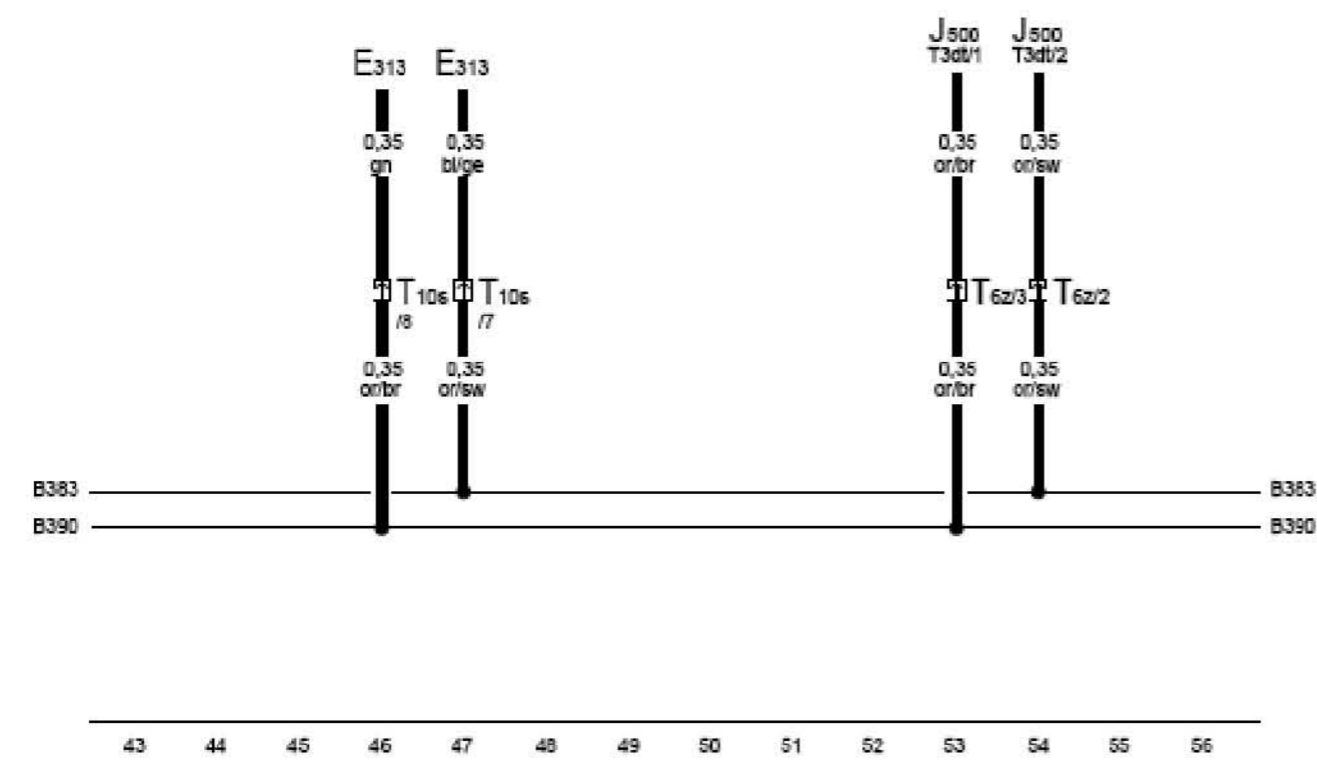 J500 J500
T3dt/1 T3dt/2
E313 E313
0,35 0,35 0,35 0,35
gn bl/ge or/br or/sw
T10s T10s T6z/3 T6z/2
/8 /7
0,35 0,35 0,35 0,35
or/br or/sw or/br or/sw
B383 B383
B390 B390
43 44 45 46 47 48 49 50 51 52 53 54 55 56